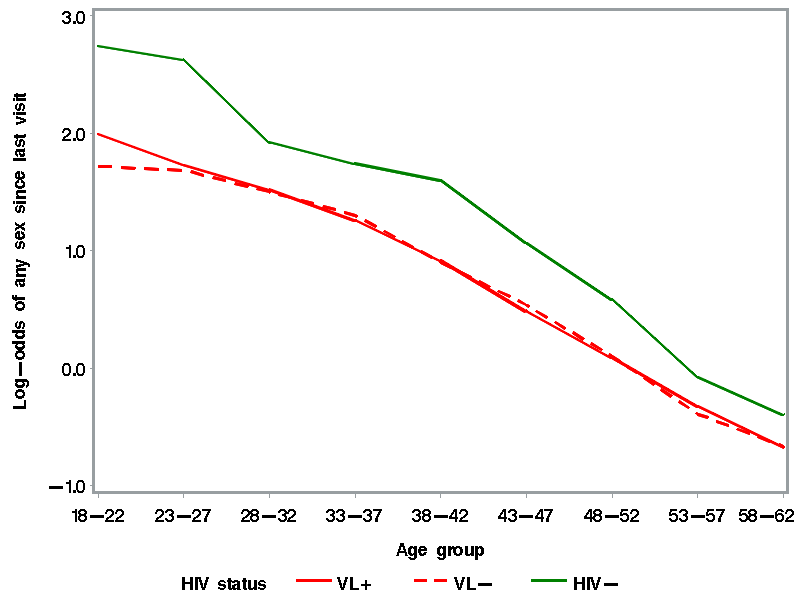 Log−odds of any sex since last visit
3.0
2.0
1.0
0.0
−1.0
18−22 23−27 28−32 33−37 38−42 43−47 48−52 53−57 58−62
Age group
HIV status VL+ VL− HIV−